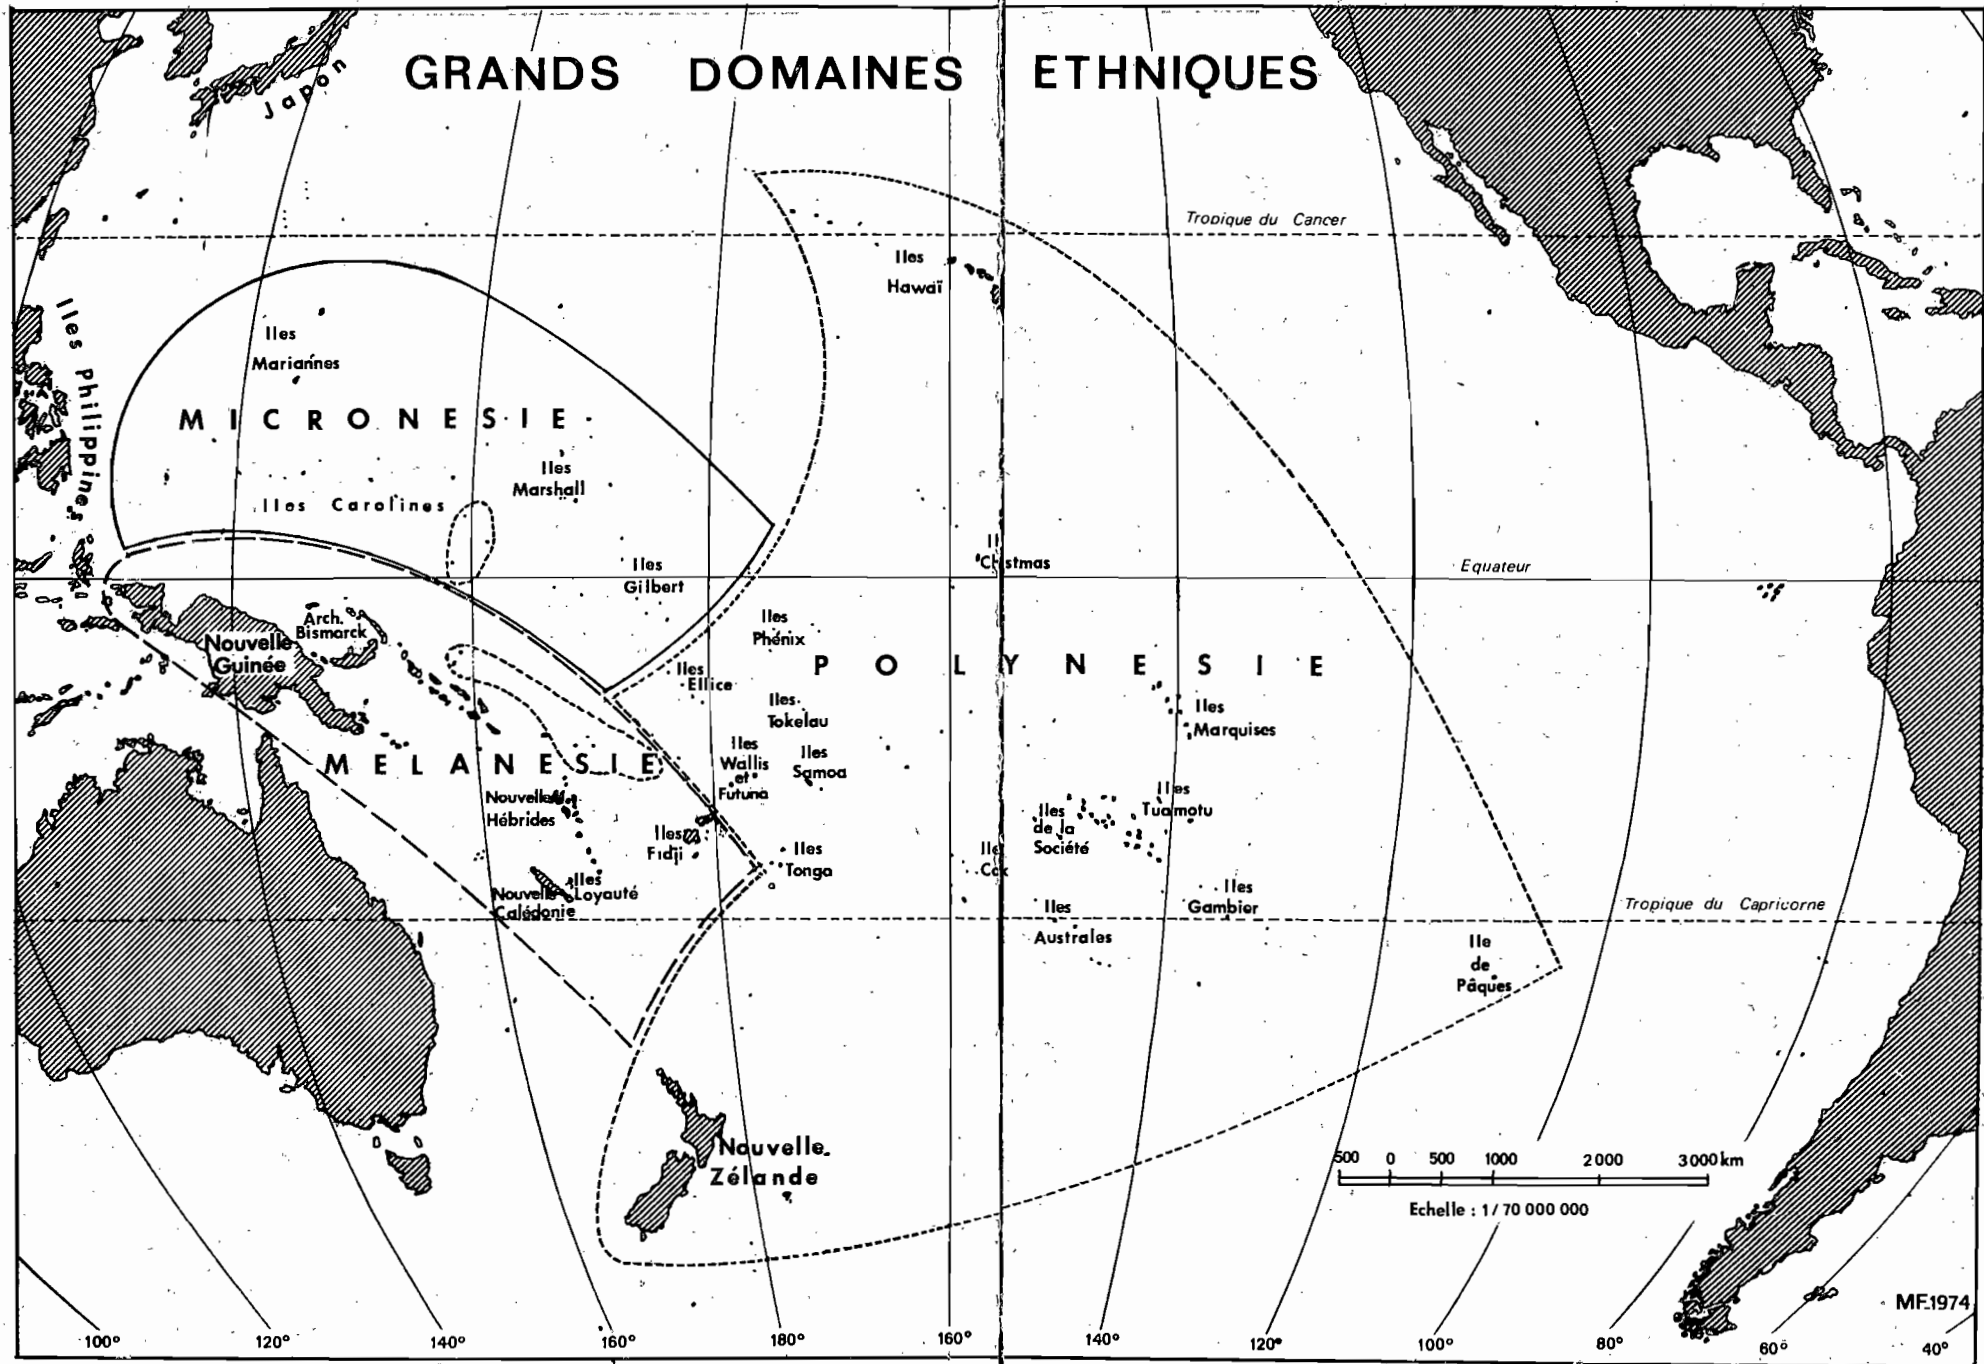 GRANDS DOMAINES ETHNIQUES
Japon
Tropique du Cancer
Iles
Hawaï
Iles Philippines
Iles
Mariannes
MICRONESIE
Iles
Marshall
Iles Carolines
Iles
Gilbert
Equateur
Arch.
Bismarck
Nouvelle
Guinée
Iles
Phénix
POLYNESIE
Iles
Ellice
Iles
Tokelau
Iles
Marquises
MELANESIE
Iles
Wallis
et
Futuna
Iles
Samoa
Nouvelles
Hébrides
Iles
Fidji
Iles
Tonga
Iles
de la
Société
Iles
Tuamotu
Iles
Loyauté
Nouvelle
Calédonie
Iles
Gambier
Iles
Australes
Tropique du Capricorne
Ile
de
Pâques
Nouvelle
Zélande
500 0 500 1000 2000 3000 km
Echelle : 1/70 000 000
MF.1974
100° 120° 140° 160° 180° 160° 140° 120° 100° 80° 60° 40°